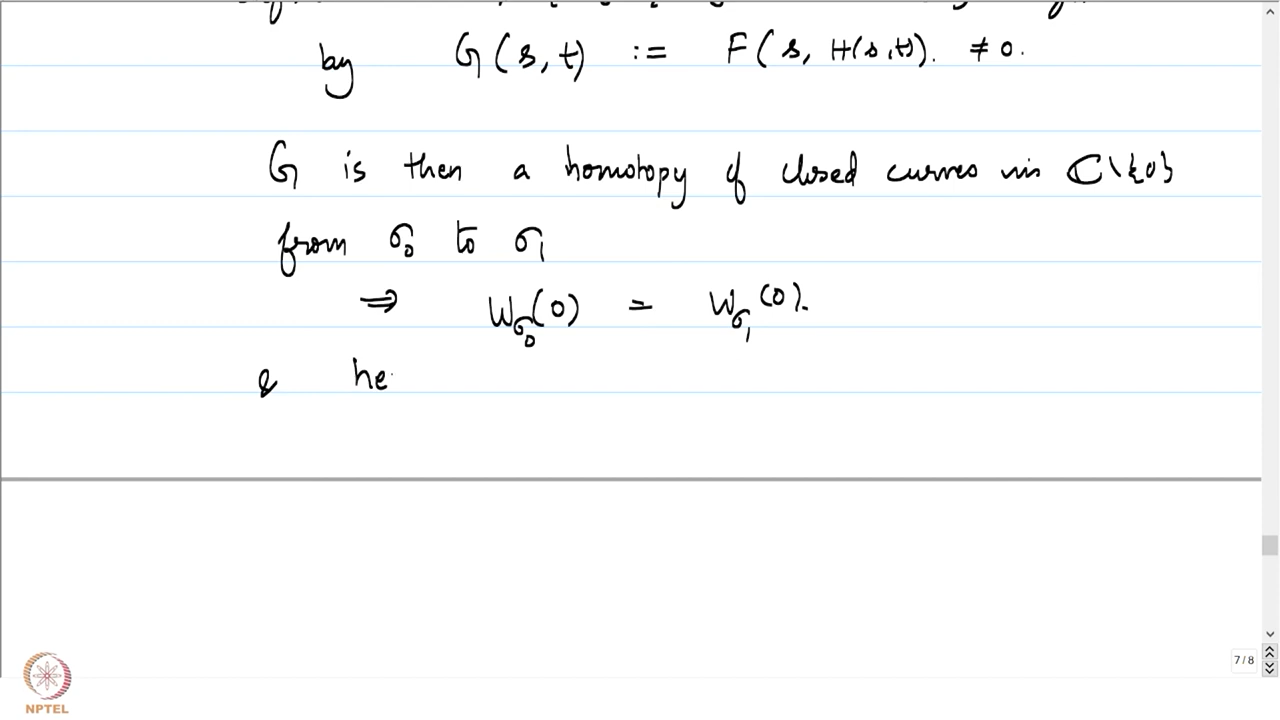 by G(s,t) := F(s, H(s,t). ≠ 0.
G is then a homotopy of closed curves in ℂ\{0}
from σ₀ to σ₁
⇒ W_σ₀(0) = W_σ₁(0).
& he
7 / 8
NPTEL